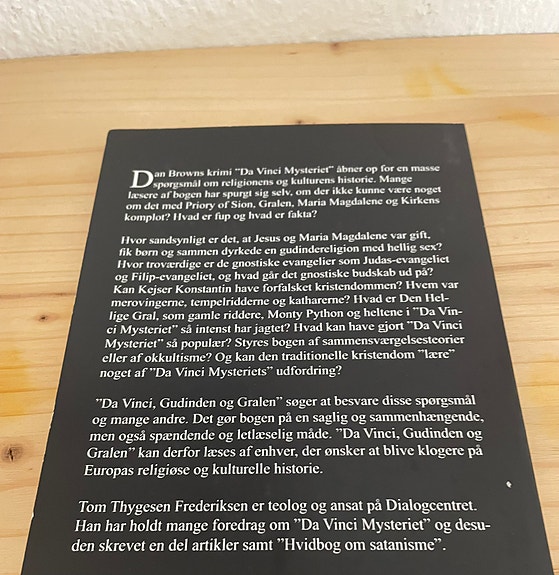 Dan Browns krimi ”Da Vinci Mysteriet” åbner op for en masse
spørgsmål om religionens og kulturens historie. Mange
læsere af bogen har spurgt sig selv, om der ikke kunne være noget
om det med Priory of Sion, Gralen, Maria Magdalene og Kirkens
komplot? Hvad er fup og hvad er fakta?
Hvor sandsynligt er det, at Jesus og Maria Magdalene var gift,
fik børn og sammen dyrkede en gudindereligion med hellig sex?
Hvor troværdige er de gnostiske evangelier som Judas-evangeliet
og Filip-evangeliet, og hvad går det gnostiske budskab ud på?
Kan Kejser Konstantin have forfalsket kristendommen? Hvem var
merovingerne, tempelridderne og katharerne? Hvad er Den Hel-
lige Gral, som gamle riddere, Monty Python og heltene i ”Da Vin-
ci Mysteriet” så intenst har jagtet? Hvad kan have gjort ”Da Vinci
Mysteriet” så populær? Styres bogen af sammensværgelsesteorier
eller af okkultisme? Og kan den traditionelle kristendom ”lære”
noget af ”Da Vinci Mysteriets” udfordring?
”Da Vinci, Gudinden og Gralen” søger at besvare disse spørgsmål
og mange andre. Det gør bogen på en saglig og sammenhængende,
men også spændende og letlæselig måde. ”Da Vinci, Gudinden og
Gralen” kan derfor læses af enhver, der ønsker at blive klogere på
Europas religiøse og kulturelle historie.
Tom Thygesen Frederiksen er teolog og ansat på Dialogcentret.
Han har holdt mange foredrag om ”Da Vinci Mysteriet” og desu-
den skrevet en del artikler samt ”Hvidbog om satanisme”.